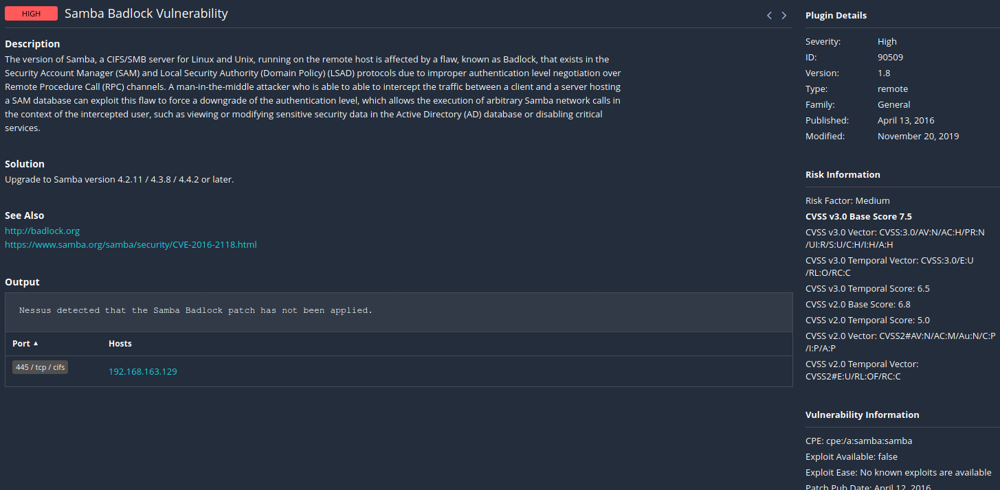 HIGH
Samba Badlock Vulnerability
Description
The version of Samba, a CIFS/SMB server for Linux and Unix, running on the remote host is affected by a flaw, known as Badlock, that exists in the
Security Account Manager (SAM) and Local Security Authority (Domain Policy) (LSAD) protocols due to improper authentication level negotiation over
Remote Procedure Call (RPC) channels. A man-in-the-middle attacker who is able to able to intercept the traffic between a client and a server hosting
a SAM database can exploit this flaw to force a downgrade of the authentication level, which allows the execution of arbitrary Samba network calls in
the context of the intercepted user, such as viewing or modifying sensitive security data in the Active Directory (AD) database or disabling critical
services.
Solution
Upgrade to Samba version 4.2.11 / 4.3.8 / 4.4.2 or later.
See Also
http://badlock.org
https://www.samba.org/samba/security/CVE-2016-2118.html
Output
Nessus detected that the Samba Badlock patch has not been applied.
Port ▲ Hosts
445 / tcp / cifs 192.168.163.129
Plugin Details
Severity: High
ID: 90509
Version: 1.8
Type: remote
Family: General
Published: April 13, 2016
Modified: November 20, 2019
Risk Information
Risk Factor: Medium
CVSS v3.0 Base Score 7.5
CVSS v3.0 Vector: CVSS:3.0/AV:N/AC:H/PR:N
/UI:R/S:U/C:H/I:H/A:H
CVSS v3.0 Temporal Vector: CVSS:3.0/E:U
/RL:O/RC:C
CVSS v3.0 Temporal Score: 6.5
CVSS v2.0 Base Score: 6.8
CVSS v2.0 Temporal Score: 5.0
CVSS v2.0 Vector: CVSS2#AV:N/AC:M/Au:N/C:P
/I:P/A:P
CVSS v2.0 Temporal Vector:
CVSS2#E:U/RL:OF/RC:C
Vulnerability Information
CPE: cpe:/a:samba:samba
Exploit Available: false
Exploit Ease: No known exploits are available
Patch Pub Date: April 12, 2016